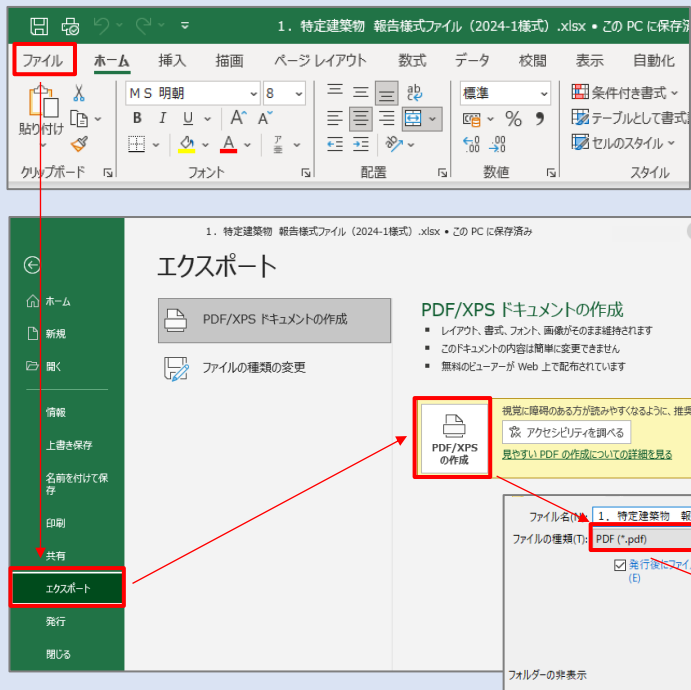 1. 特定建築物 報告様式ファイル（2024-1様式）.xlsx • この PC に保存済
ファイル ホーム 挿入 描画 ページ レイアウト 数式 データ 校閲 表示 自動化
貼り付け
ＭＳ 明朝 8 ab 標準 条件付き書式
B I U A A % 9 テーブルとして書式設
A ア 亜 .00 .00 セルのスタイル
クリップボード フォント 配置 数値 スタイル
1. 特定建築物 報告様式ファイル（2024-1様式）.xlsx • この PC に保存済み
エクスポート
ホーム
新規
開く
情報
上書き保存
名前を付けて保
存
印刷
共有
エクスポート
発行
閉じる
PDF/XPS ドキュメントの作成
ファイルの種類の変更
PDF/XPS ドキュメントの作成
▪ レイアウト、書式、フォント、画像がそのまま維持されます
▪ このドキュメントの内容は簡単に変更できません
▪ 無料のビューアーが Web 上で配布されています
PDF/XPS
の作成
視覚に障碍のある方が読みやすくなるように、推奨
アクセシビリティを調べる
見やすい PDF の作成についての詳細を見る
ファイル名(N): 1. 特定建築物 報
ファイルの種類(T): PDF (*.pdf)
発行後にファイ
(E)
フォルダーの非表示